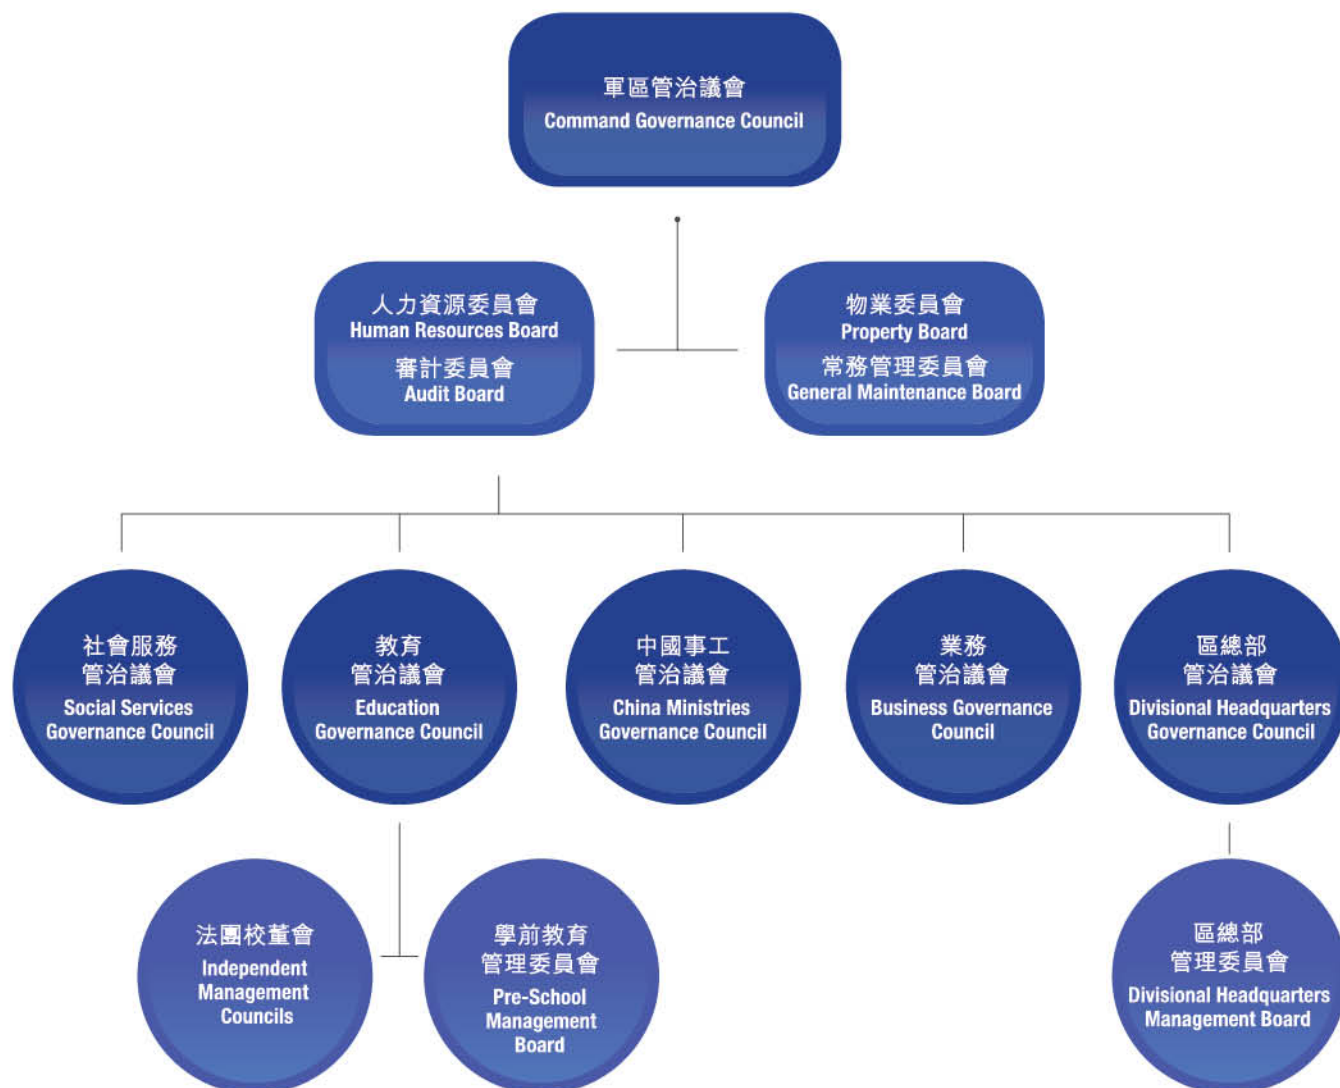 軍區管治議會
Command Governance Council
人力資源委員會
Human Resources Board
審計委員會
Audit Board
物業委員會
Property Board
常務管理委員會
General Maintenance Board
社會服務
管治議會
Social Services
Governance Council
教育
管治議會
Education
Governance Council
中國事工
管治議會
China Ministries
Governance Council
業務
管治議會
Business Governance
Council
區總部
管治議會
Divisional Headquarters
Governance Council
法團校董會
Independent
Management
Councils
學前教育
管理委員會
Pre-School
Management
Board
區總部
管理委員會
Divisional Headquarters
Management Board